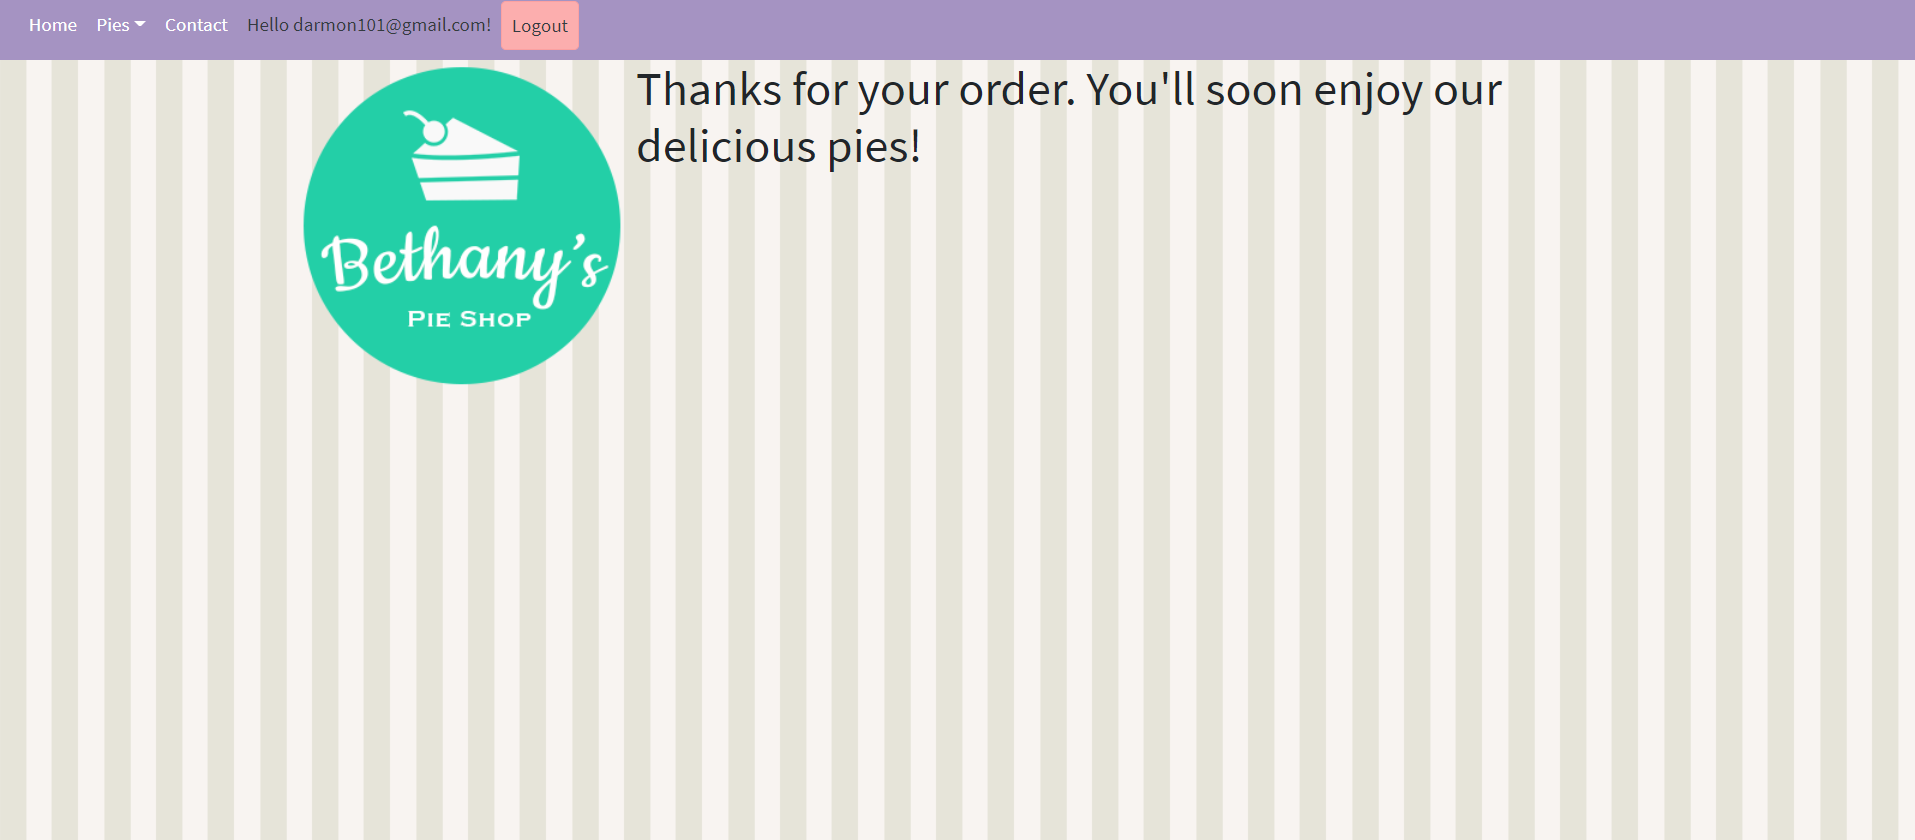 Home Pies Contact Hello darmon101@gmail.com! Logout
Thanks for your order. You'll soon enjoy our
delicious pies!
Bethany's
PIE SHOP